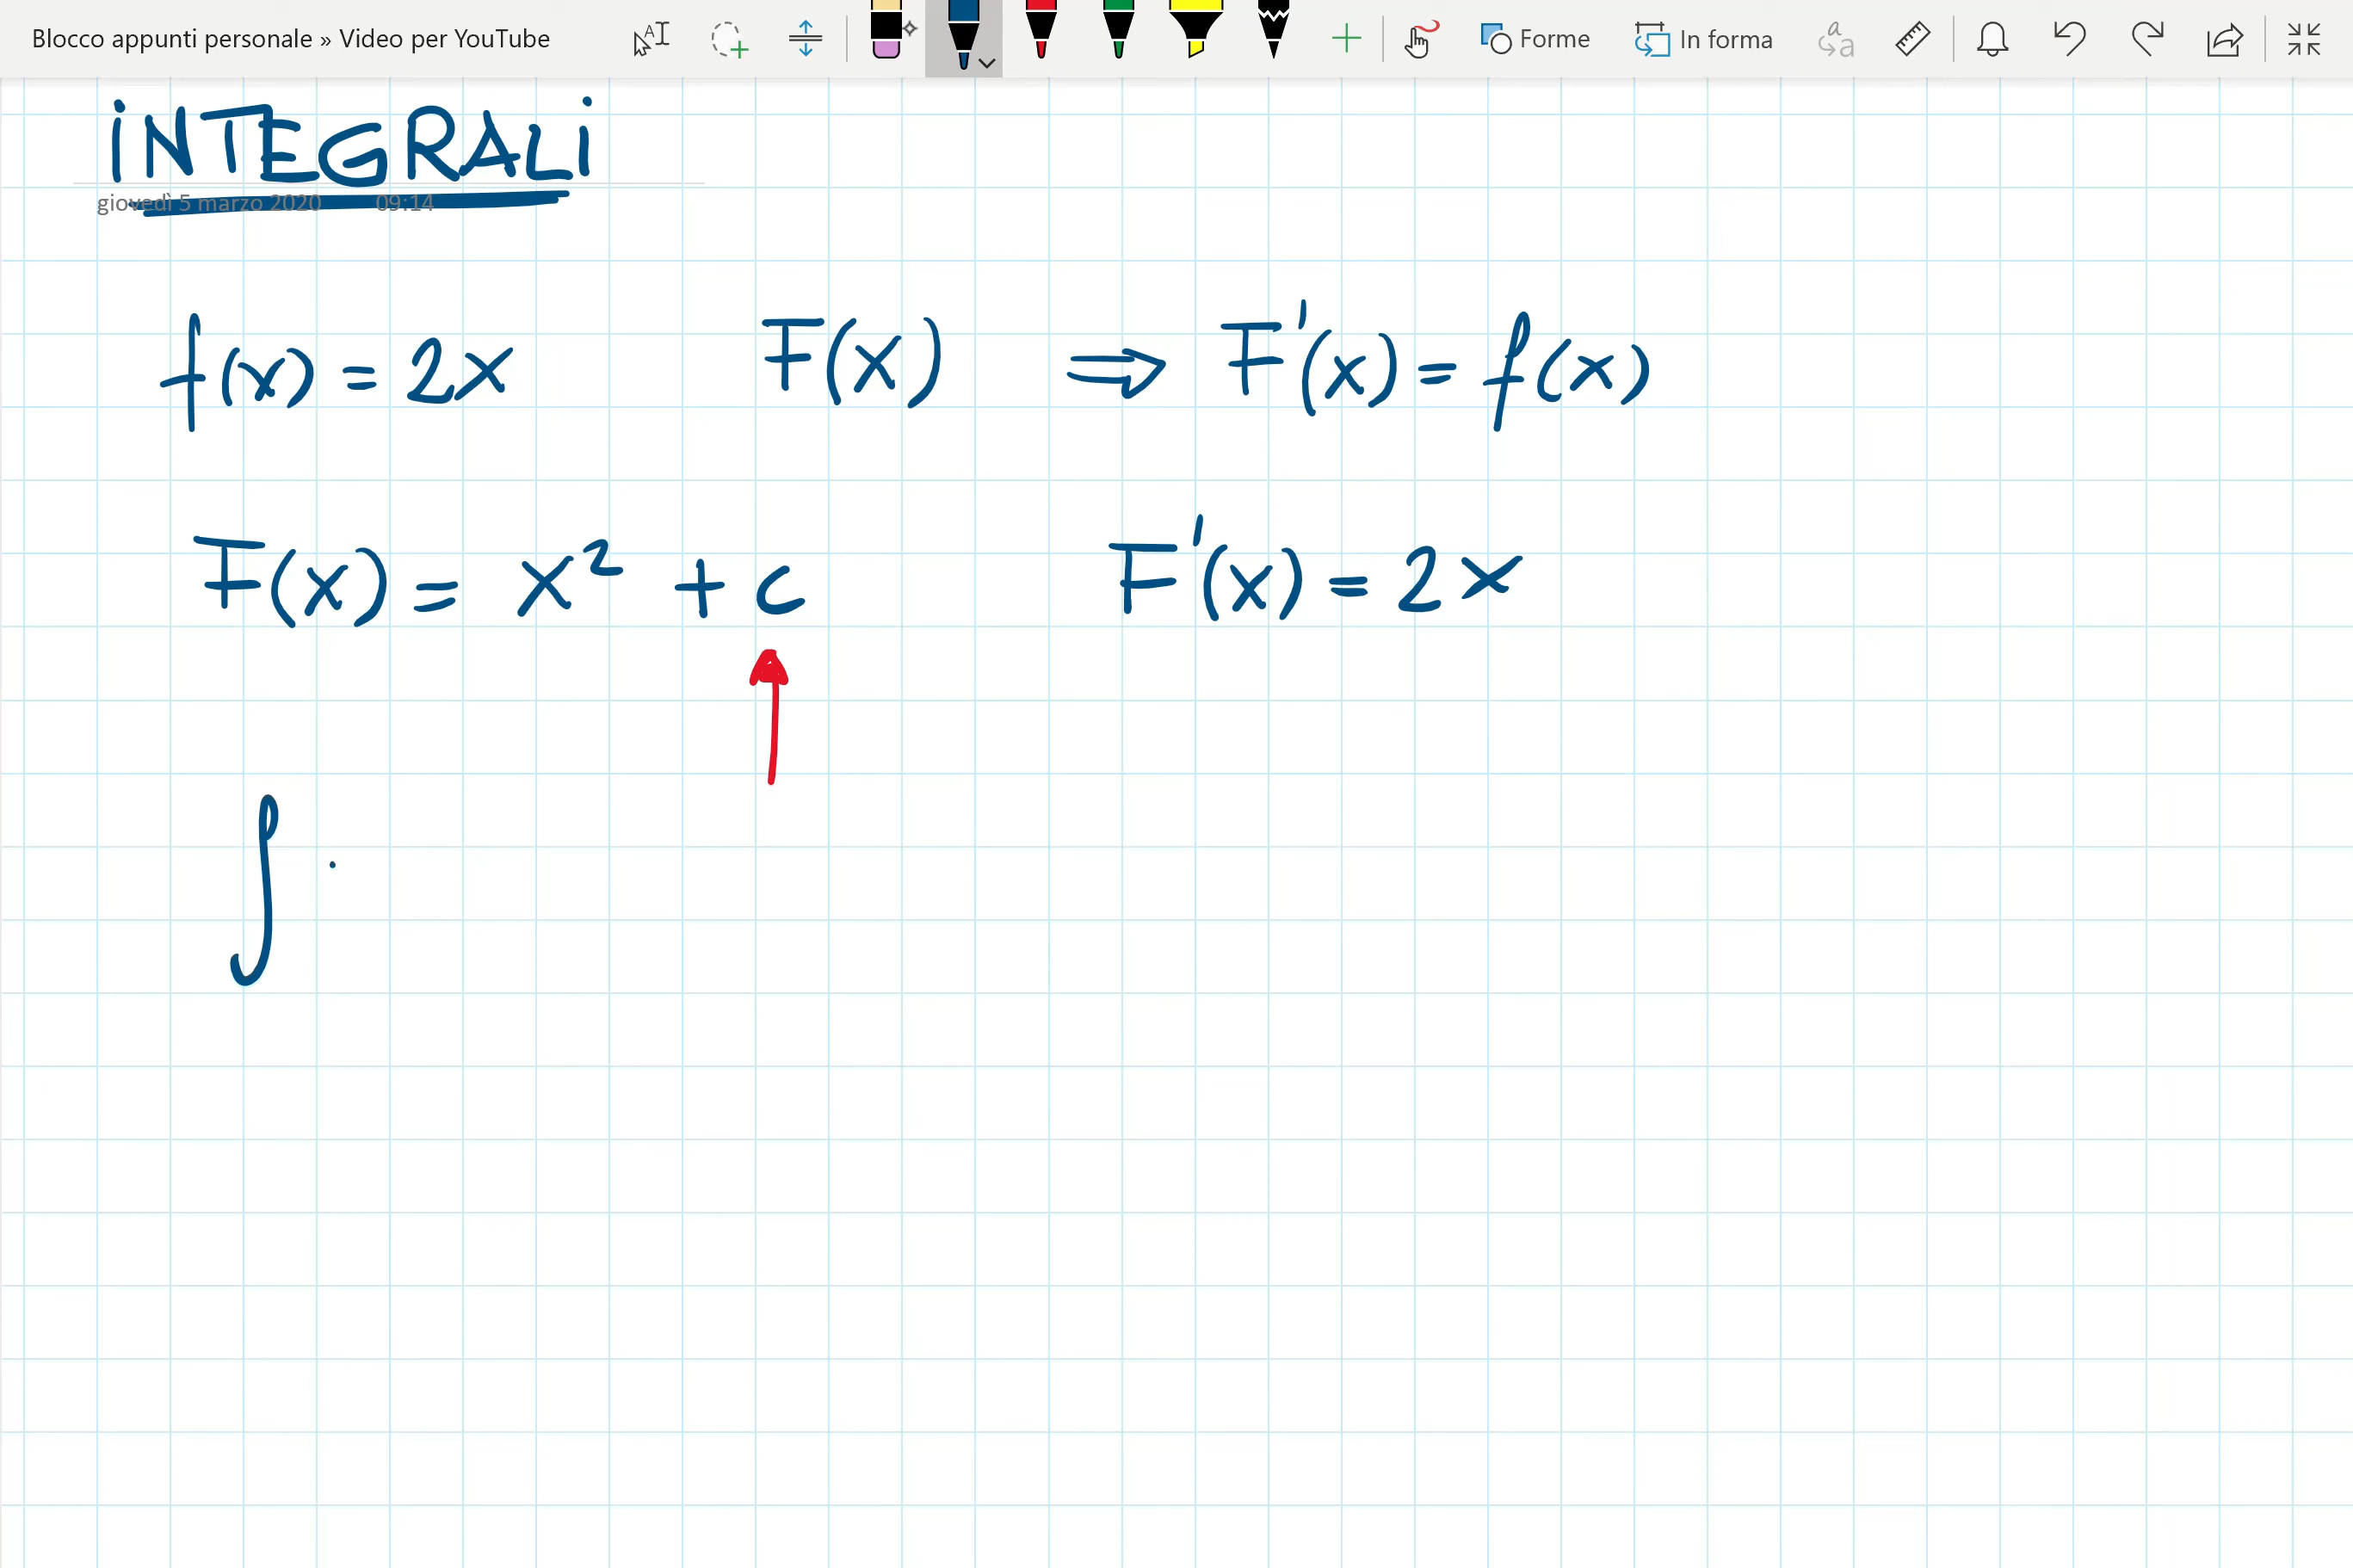 Blocco appunti personale » Video per YouTube Forme In forma
INTEGRALI
giovedì 5 marzo 2020 09:14
f(x) = 2x F(x) ⇒ F'(x) = f(x)
F(x) = x² + c F'(x) = 2x
∫